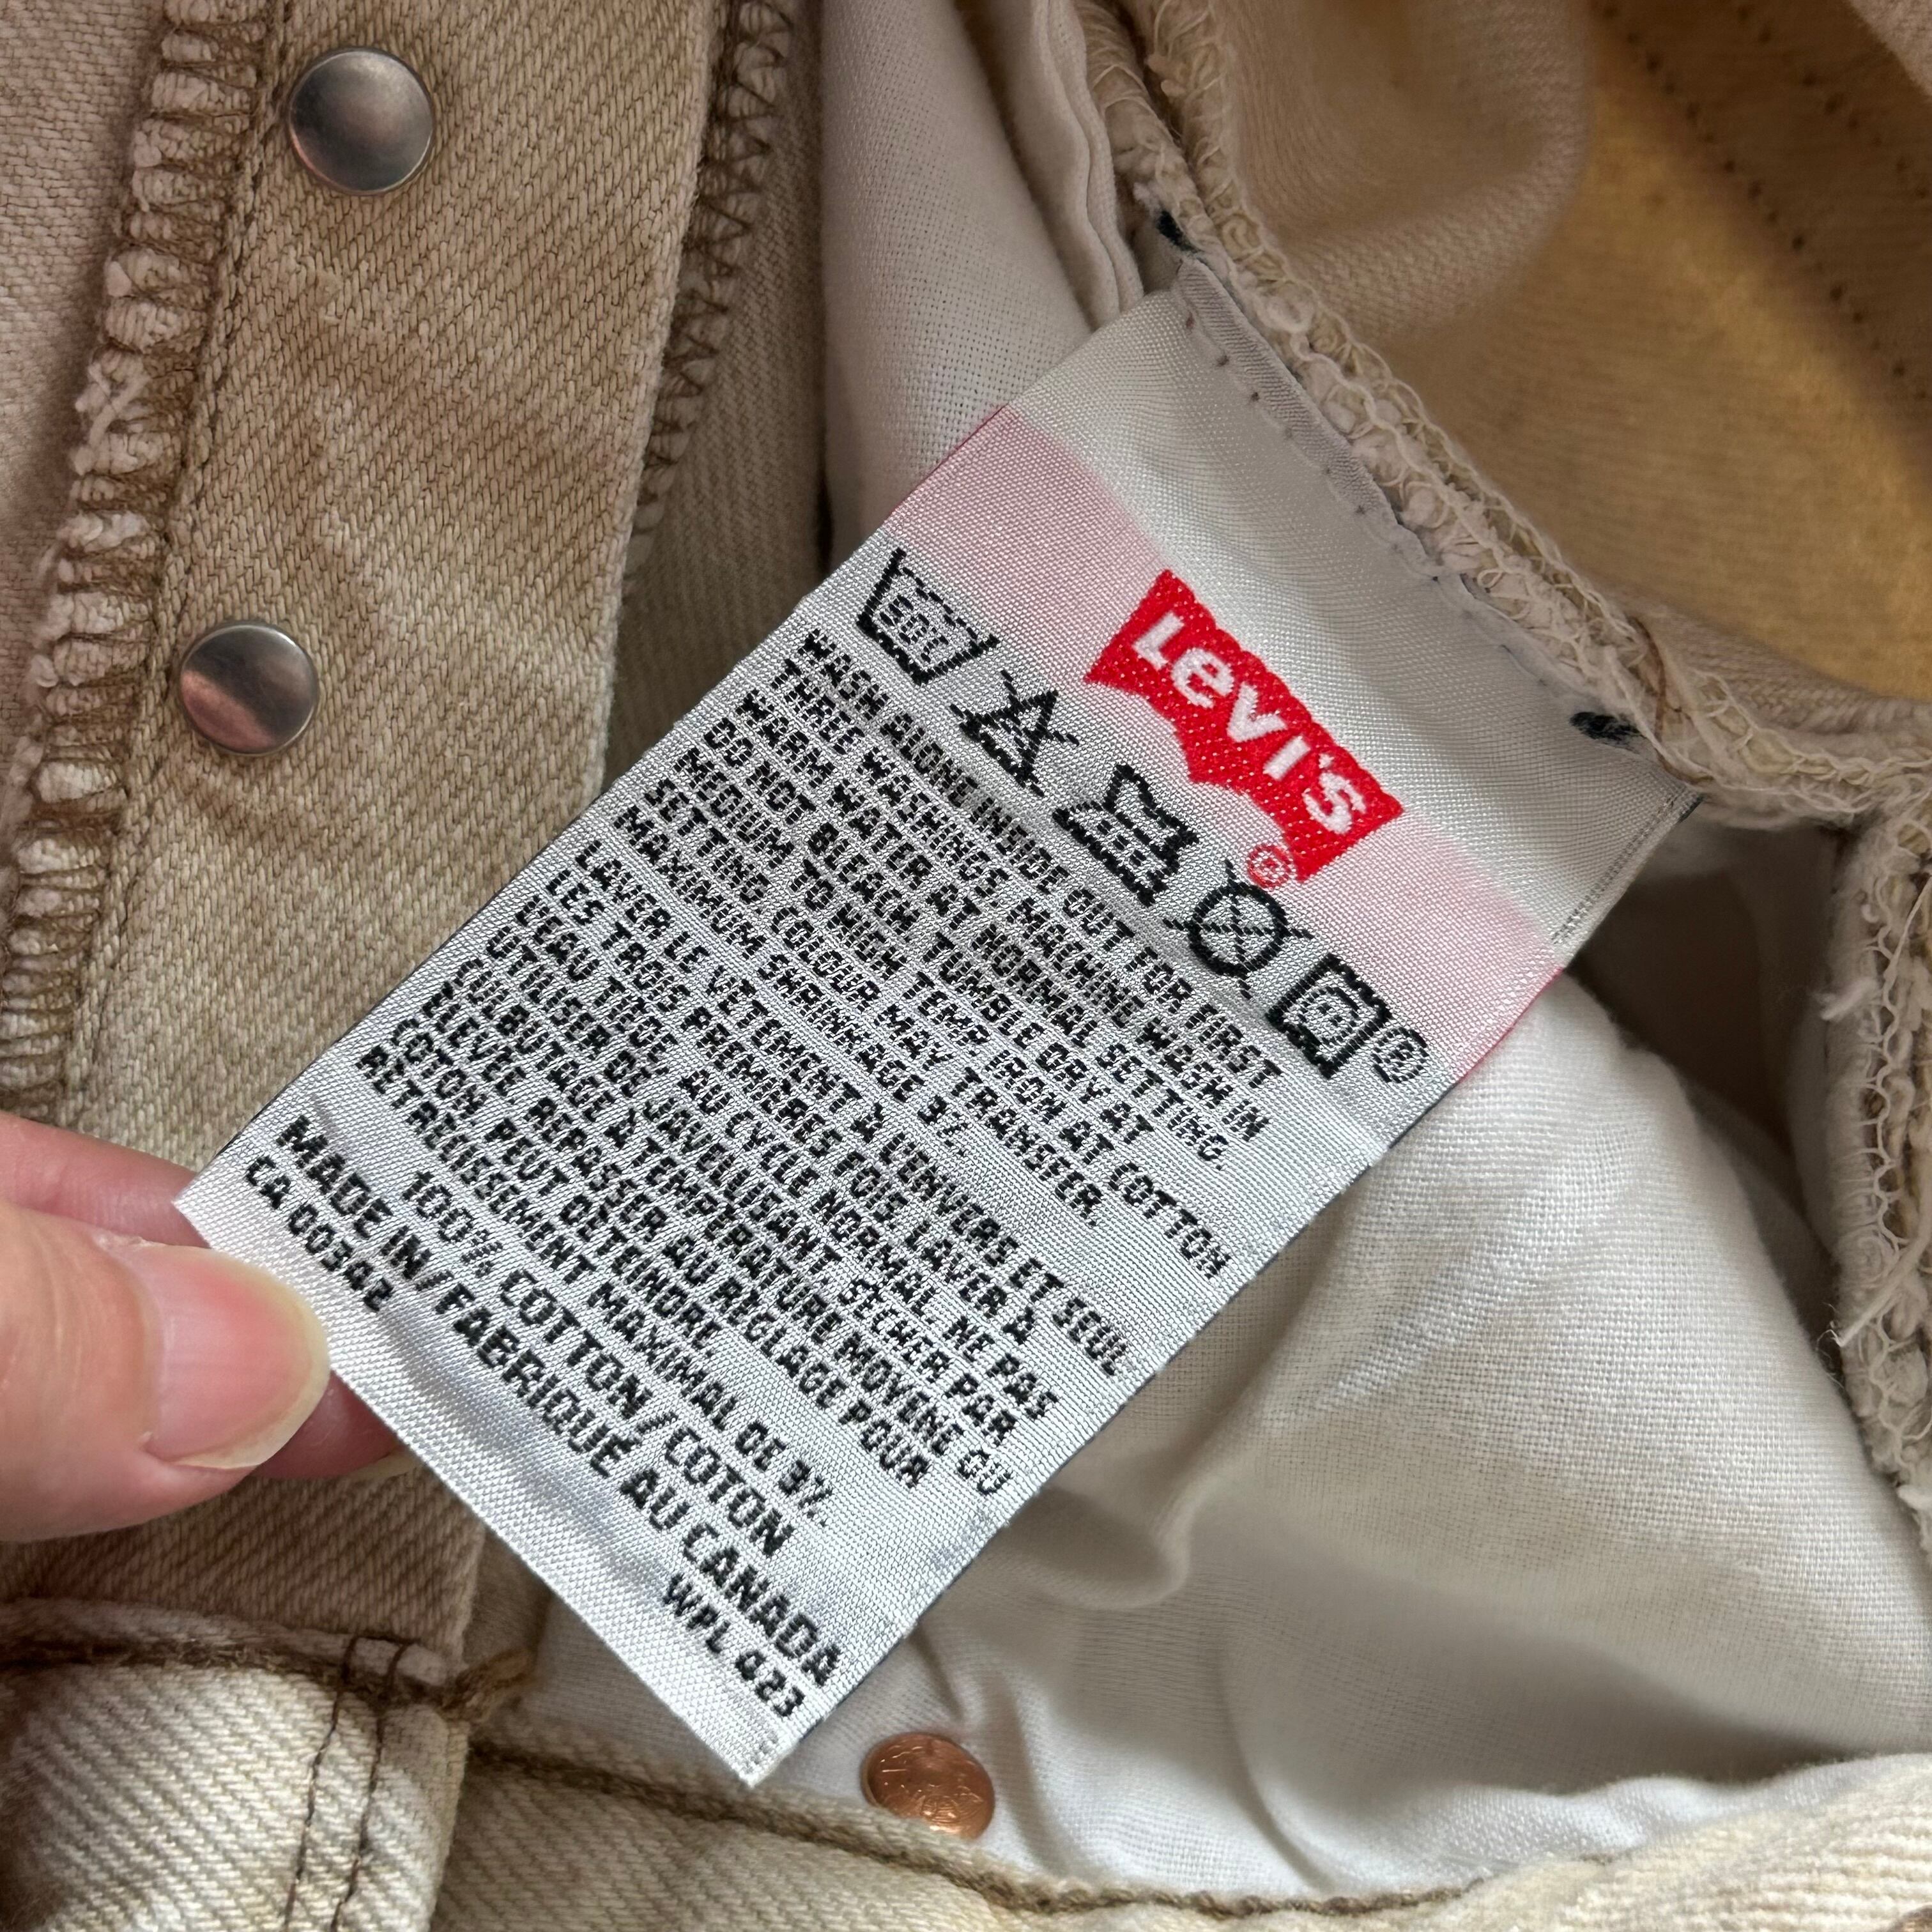 Levi's
®
50°
P
®
WASH ALONE INSIDE OUT FOR FIRST
THREE WASHINGS. MACHINE WASH IN
WARM WATER AT NORMAL SETTING.
DO NOT BLEACH. TUMBLE DRY AT
MEDIUM TO HIGH TEMP. IRON AT COTTON
SETTING. COLOUR MAY TRANSFER.
MAXIMUM SHRINKAGE 3%.
LAVER LE VETEMENT À L'ENVERS ET SEUL
LES TROIS PREMIÈRES FOIS. LAVER À
L'EAU TIÈDE AU CYCLE NORMAL. NE PAS
UTILISER DE JAVELLISANT. SÉCHER PAR
CULBUTAGE À TEMPÉRATURE MOYENE OU
ÉLEVÉE. REPASSER AU RÉGLAGE POUR
COTON. PEUT DÉTEINDRE.
RETRECISSEMENT MAXIMAL DE 3%.
100% COTTON/COTON
MADE IN/FABRIQUÉ AU CANADA
CA 00342 WPL 423